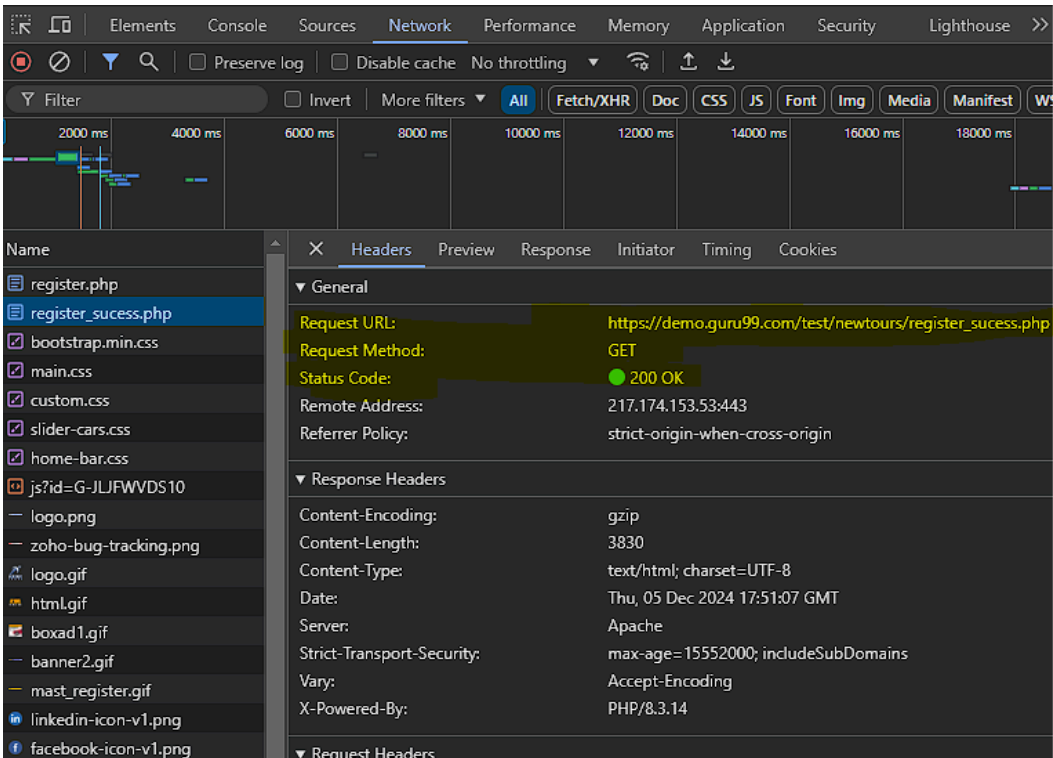 Elements Console Sources Network Performance Memory Application Security Lighthouse
Preserve log Disable cache No throttling
Filter Invert More filters All Fetch/XHR Doc CSS JS Font Img Media Manifest WS
2000 ms 4000 ms 6000 ms 8000 ms 10000 ms 12000 ms 14000 ms 16000 ms 18000 ms
Name
register.php
register_sucess.php
bootstrap.min.css
main.css
custom.css
slider-cars.css
home-bar.css
js?id=G-JLJFWVDS10
logo.png
zoho-bug-tracking.png
logo.gif
html.gif
boxad1.gif
banner2.gif
mast_register.gif
linkedin-icon-v1.png
facebook-icon-v1.png
Headers Preview Response Initiator Timing Cookies
General
Request URL: https://demo.guru99.com/test/newtours/register_sucess.php
Request Method: GET
Status Code: 200 OK
Remote Address: 217.174.153.53:443
Referrer Policy: strict-origin-when-cross-origin
Response Headers
Content-Encoding: gzip
Content-Length: 3830
Content-Type: text/html; charset=UTF-8
Date: Thu, 05 Dec 2024 17:51:07 GMT
Server: Apache
Strict-Transport-Security: max-age=15552000; includeSubDomains
Vary: Accept-Encoding
X-Powered-By: PHP/8.3.14
Request Headers